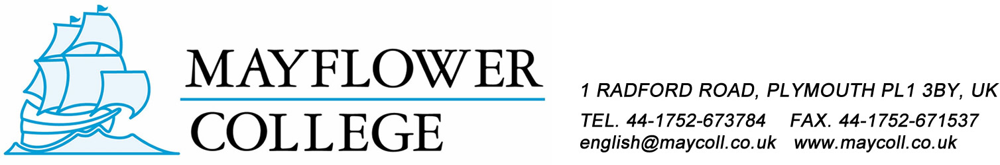 MAYFLOWER
COLLEGE
1 RADFORD ROAD, PLYMOUTH PL1 3BY, UK
TEL. 44-1752-673784 FAX. 44-1752-671537
english@maycoll.co.uk www.maycoll.co.uk